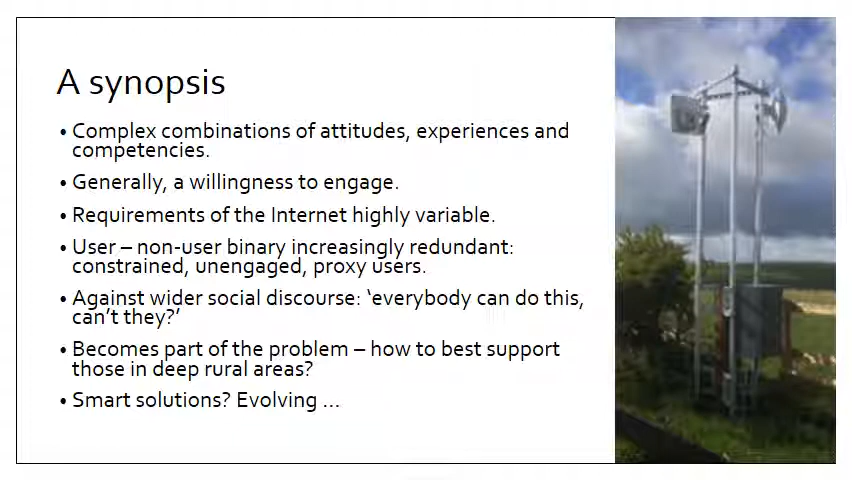 A synopsis
• Complex combinations of attitudes, experiences and
competencies.
• Generally, a willingness to engage.
• Requirements of the Internet highly variable.
• User – non-user binary increasingly redundant:
constrained, unengaged, proxy users.
• Against wider social discourse: ‘everybody can do this,
can’t they?’
• Becomes part of the problem – how to best support
those in deep rural areas?
• Smart solutions? Evolving …